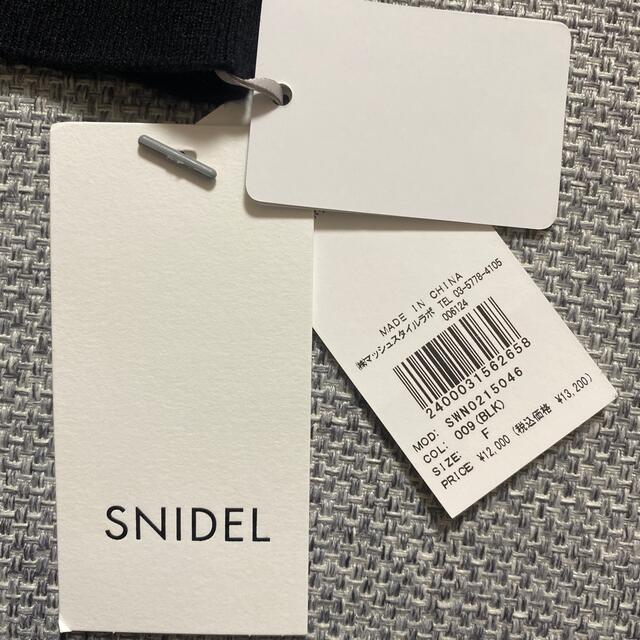 SNIDEL
MADE IN CHINA
㈱マッシュスタイルラボ TEL 03-5778-4105
006124
2400031562658
MOD: SWNO215046
COL: 009(BLK)
SIZE: F
PRICE ¥12,000 (税込価格 ¥13,200)